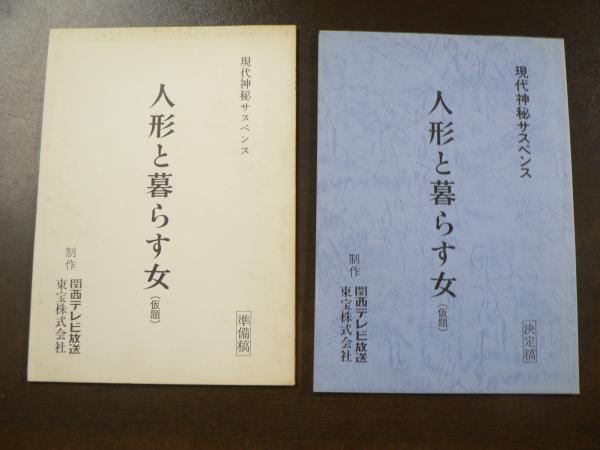 現代神秘サスペンス
人形と暮らす女(仮題)
制作
関西テレビ放送
東宝株式会社
準備稿
現代神秘サスペンス
人形と暮らす女(仮題)
制作
関西テレビ放送
東宝株式会社
決定稿